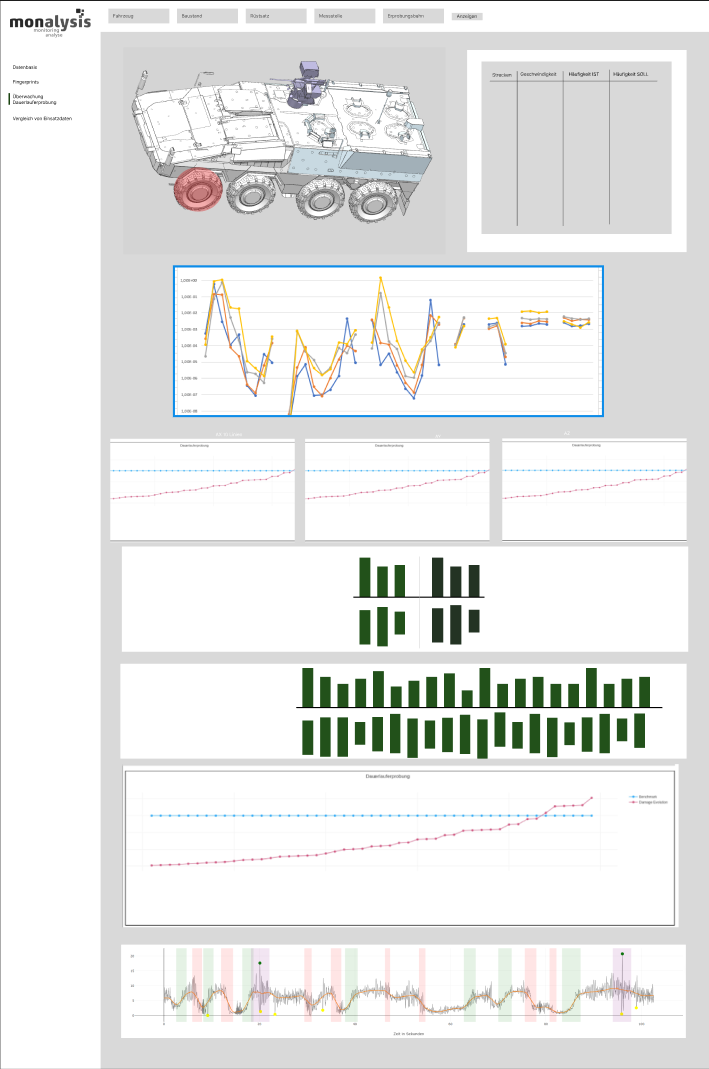 monalysis
monitoring
analyse
Fahrzeug
Baustand
Rüstsatz
Messstelle
Erprobungsbahn
Anzeigen
Datenbasis
Fingerprints
Überwachung
Dauerlauferprobung
Vergleich von Einsatzdaten
Strecken
Geschwindigkeit
Häufigkeit IST
Häufigkeit SOLL
1,00E+00
1,00E-01
1,00E-02
1,00E-03
1,00E-04
1,00E-05
1,00E-06
1,00E-07
1,00E-08
Dauerlauferprobung
Dauerlauferprobung
Dauerlauferprobung
Dauerlauferprobung
Benchmark
Damage Evolution
20
15
10
5
0
0
20
40
60
80
100
Zeit in Sekunden